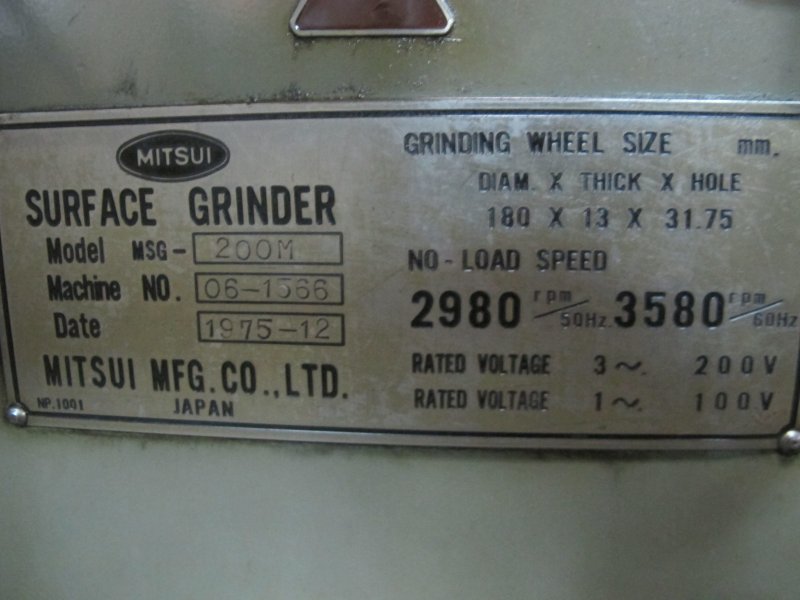 MITSUI
SURFACE GRINDER
Model MSG- 200M
Machine NO. 06-1566
Date 1975-12
MITSUI MFG.CO.,LTD.
NP.1001 JAPAN
GRINDING WHEEL SIZE mm.
DIAM. X THICK X HOLE
180 X 13 X 31.75
NO-LOAD SPEED
2980 rpm/50Hz. 3580 rpm/60Hz
RATED VOLTAGE 3~. 200V
RATED VOLTAGE 1~. 100V